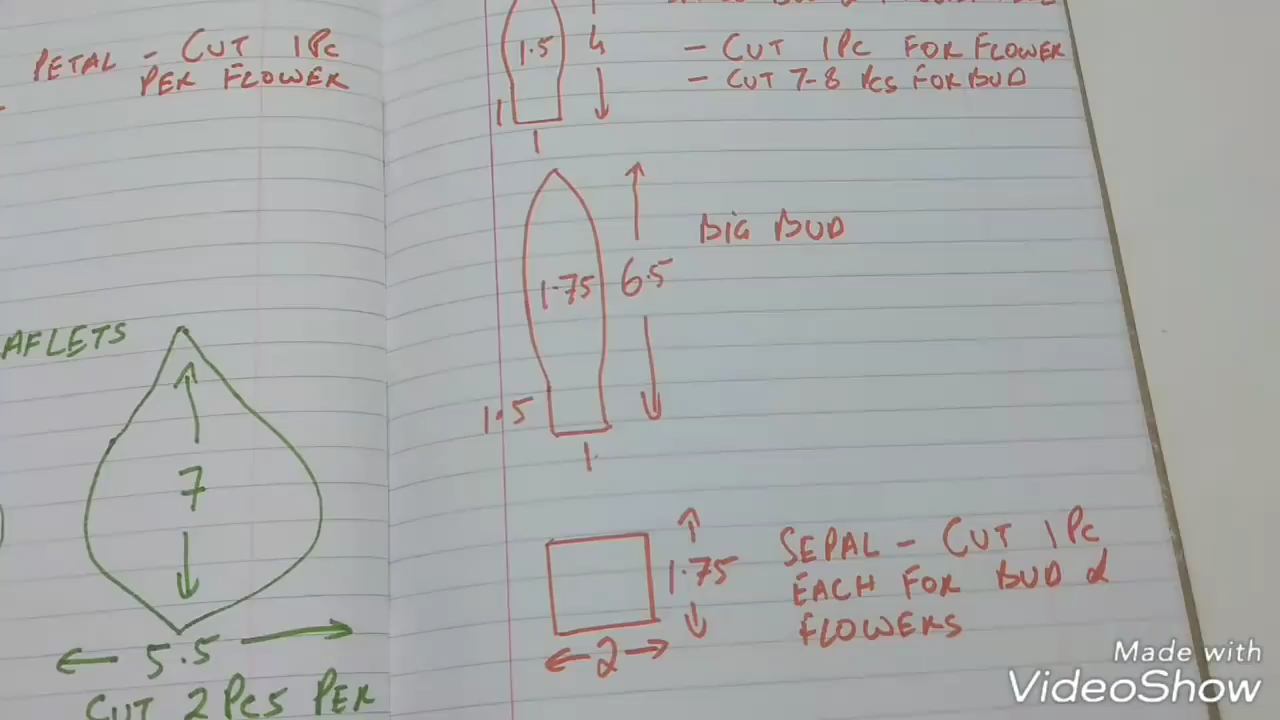 PETAL - CUT 1PC
PER FLOWER
AFLETS
7
5.5
CUT 2 PCS PER
1.5
4
1
1
- CUT 1PC FOR FLOWER
- CUT 7-8 PCS FOR BUD
1.75
6.5
BIG BUD
1.5
1
1.75
2
SEPAL - CUT 1PC
EACH FOR BUD &
FLOWERS
Made with
VideoShow